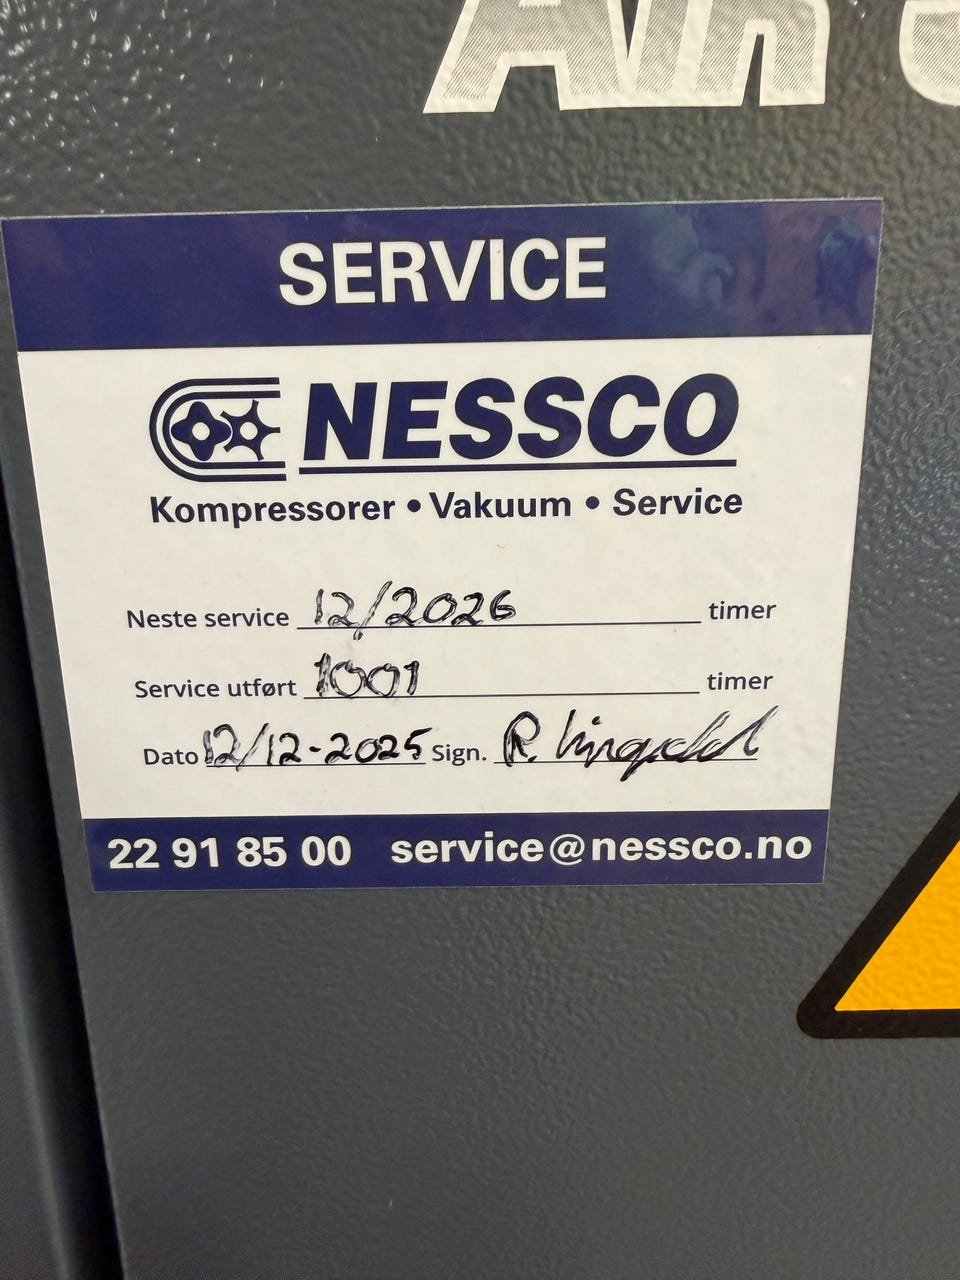 SERVICE
NESSCO
Kompressorer • Vakuum • Service
Neste service 12/2026 timer
Service utført 1001 timer
Dato 12/12-2025 Sign. R.
22 91 85 00 service@nessco.no